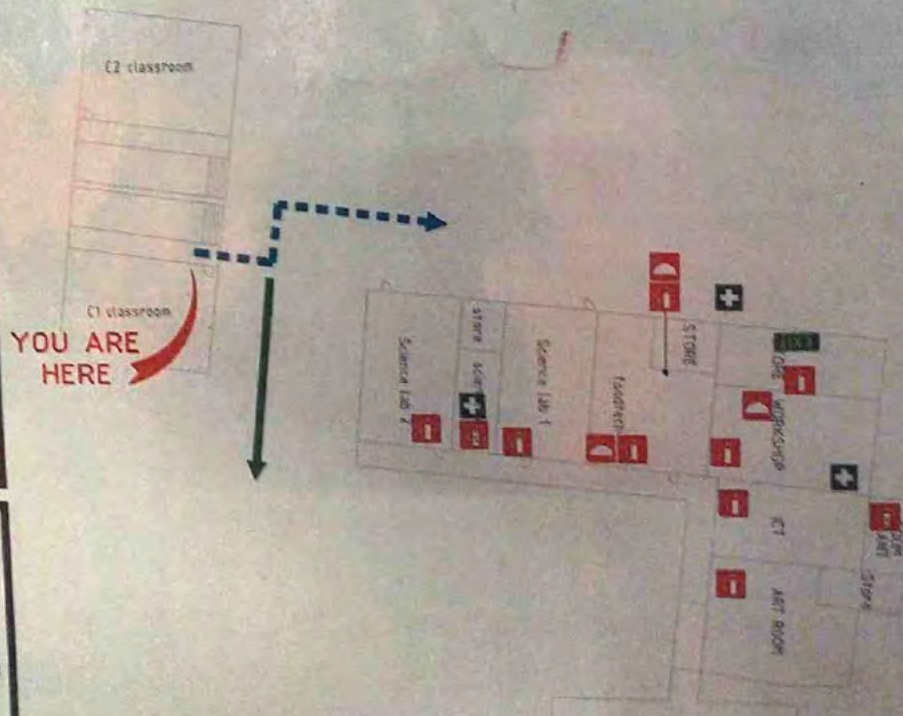 C2 classroom
C1 classroom
YOU ARE
HERE
Science Lab 2
store
Science Lab 1
STORE
EXIT
WORKSHOP
ICT
ART ROOM
Store